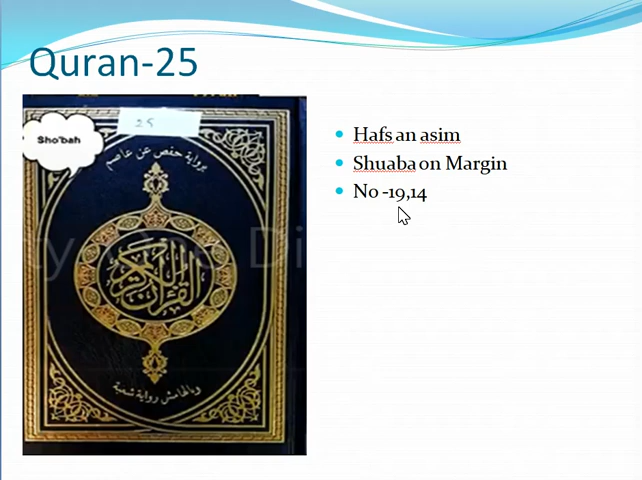 Quran-25
25
Sho'bah
برواية حفص عن عاصم
القرآن الكريم
وبالهامش رواية شعبة
Hafs an asim
Shuaba on Margin
No -19,14